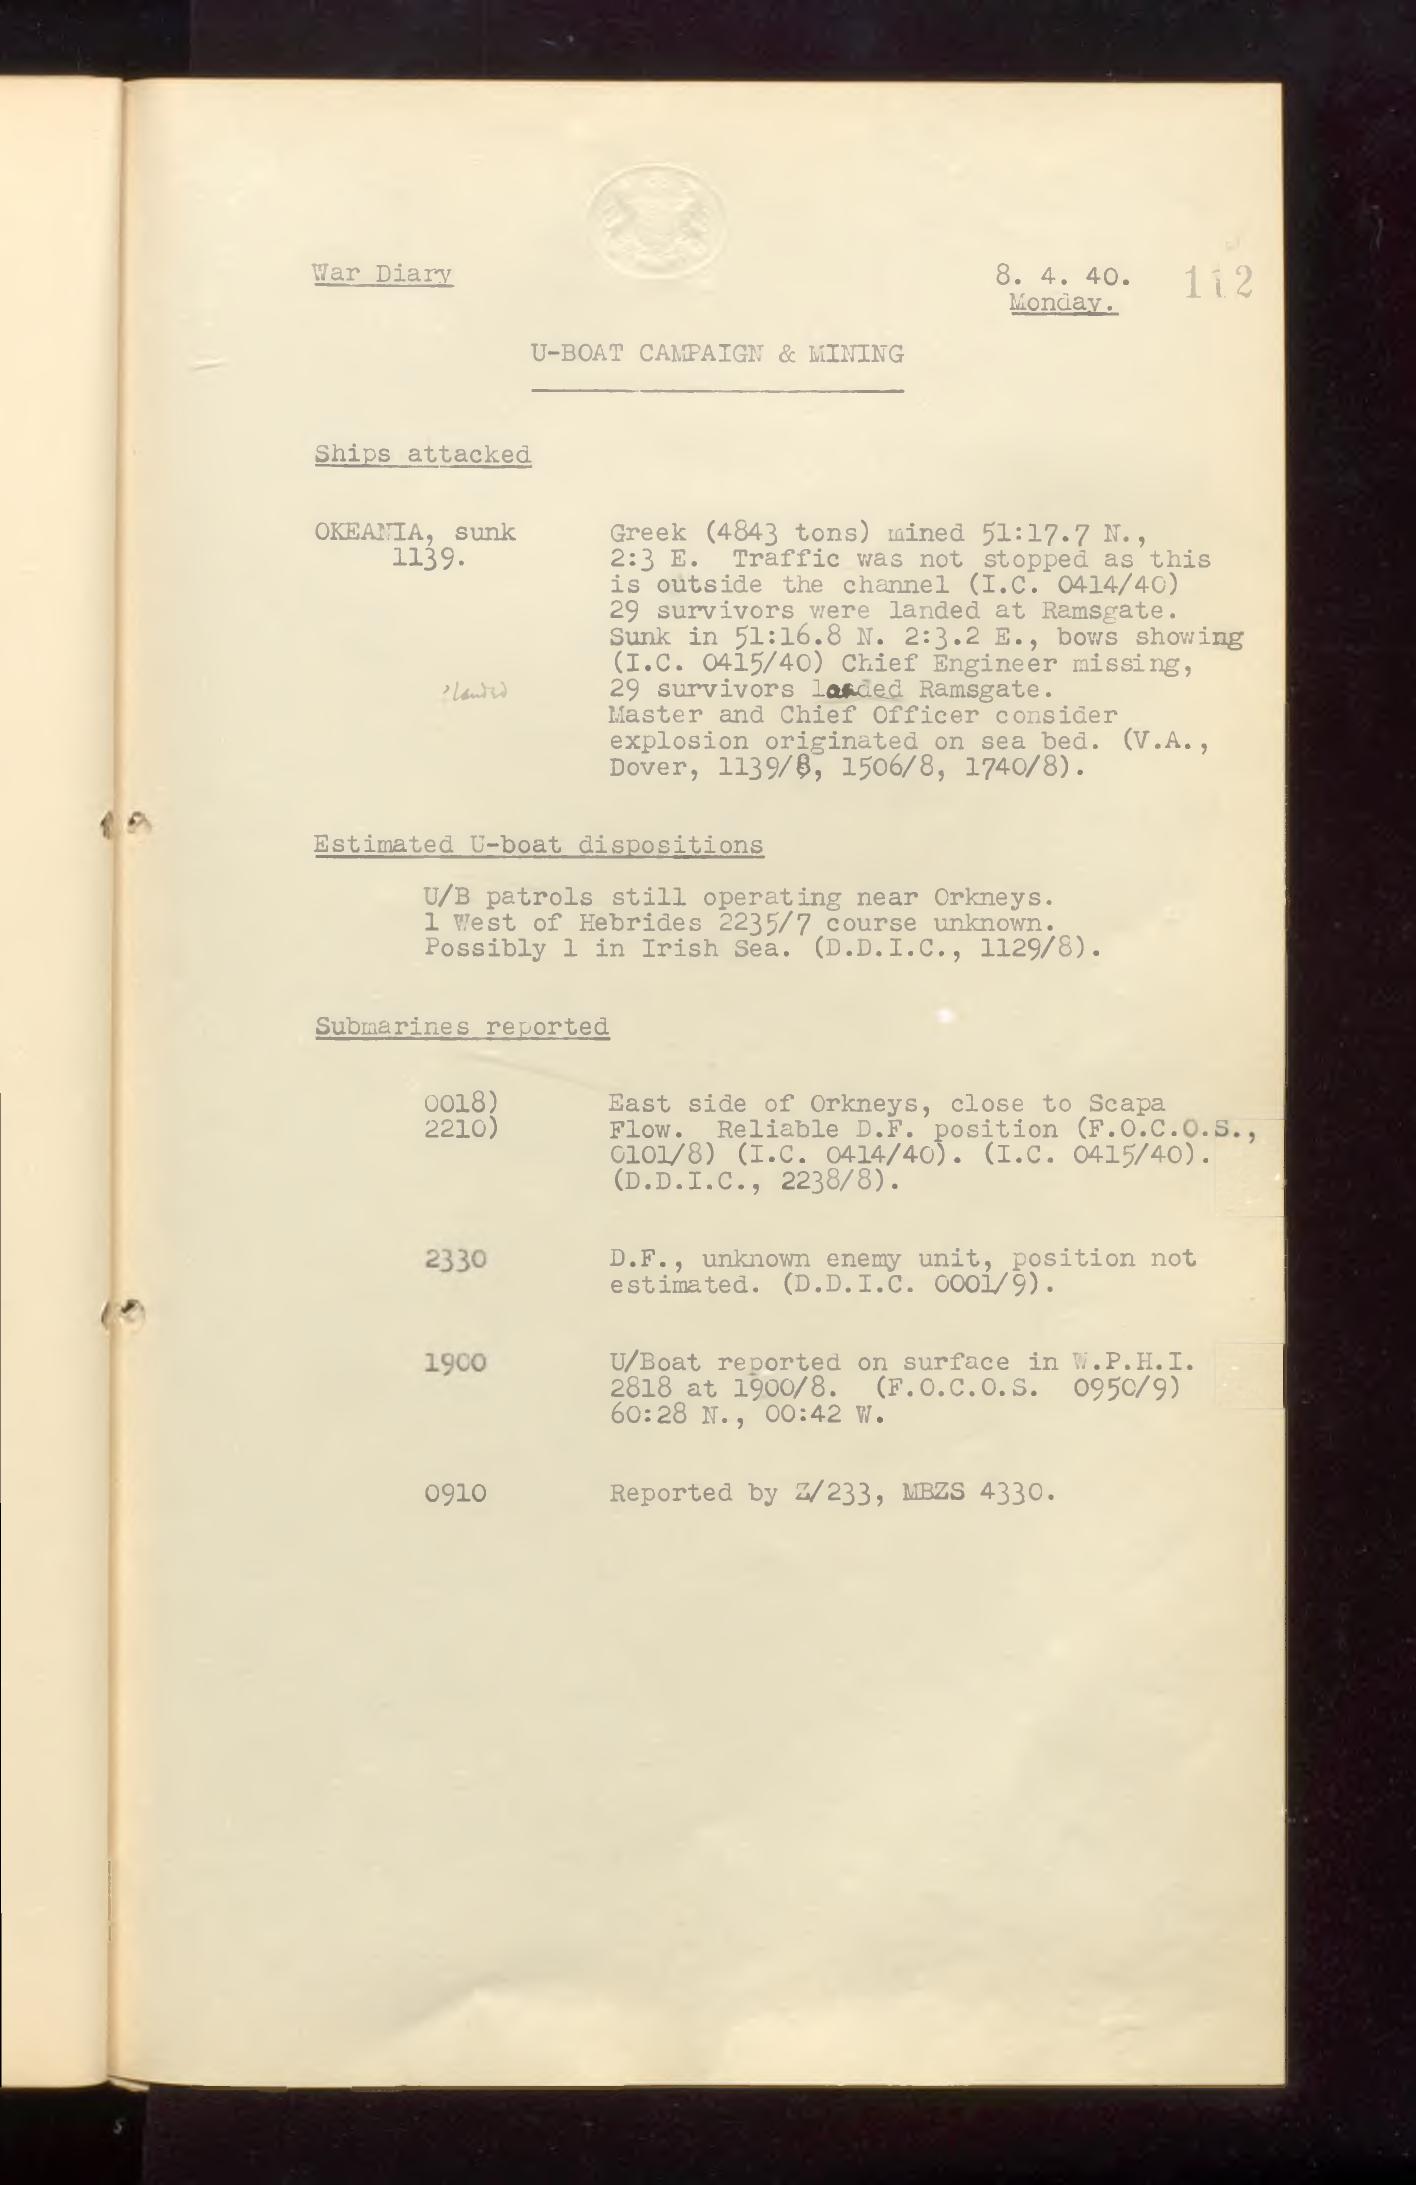 War Diary
8. 4. 40.
112
Monday.
U-BOAT CAMPAIGN & MINING
Ships attacked
OKEANIA, sunk
1139.
Greek (4843 tons) mined 51:17.7 N.,
2:3 E. Traffic was not stopped as this
is outside the channel (I.C. 0414/40)
29 survivors were landed at Ramsgate.
Sunk in 51:16.8 N. 2:3.2 E., bows showing
(I.C. 0415/40) Chief Engineer missing,
?landed
29 survivors landed Ramsgate.
Master and Chief Officer consider
explosion originated on sea bed. (V.A.,
Dover, 1139/8, 1506/8, 1740/8).
Estimated U-boat dispositions
U/B patrols still operating near Orkneys.
1 West of Hebrides 2235/7 course unknown.
Possibly 1 in Irish Sea. (D.D.I.C., 1129/8).
Submarines reported
0018)
2210)
East side of Orkneys, close to Scapa
Flow. Reliable D.F. position (F.O.C.O.S.,
0101/8) (I.C. 0414/40). (I.C. 0415/40).
(D.D.I.C., 2238/8).
2330
D.F., unknown enemy unit, position not
estimated. (D.D.I.C. 0001/9).
1900
U/Boat reported on surface in W.P.H.I.
2818 at 1900/8. (F.O.C.O.S. 0950/9)
60:28 N., 00:42 W.
0910
Reported by Z/233, MBZS 4330.